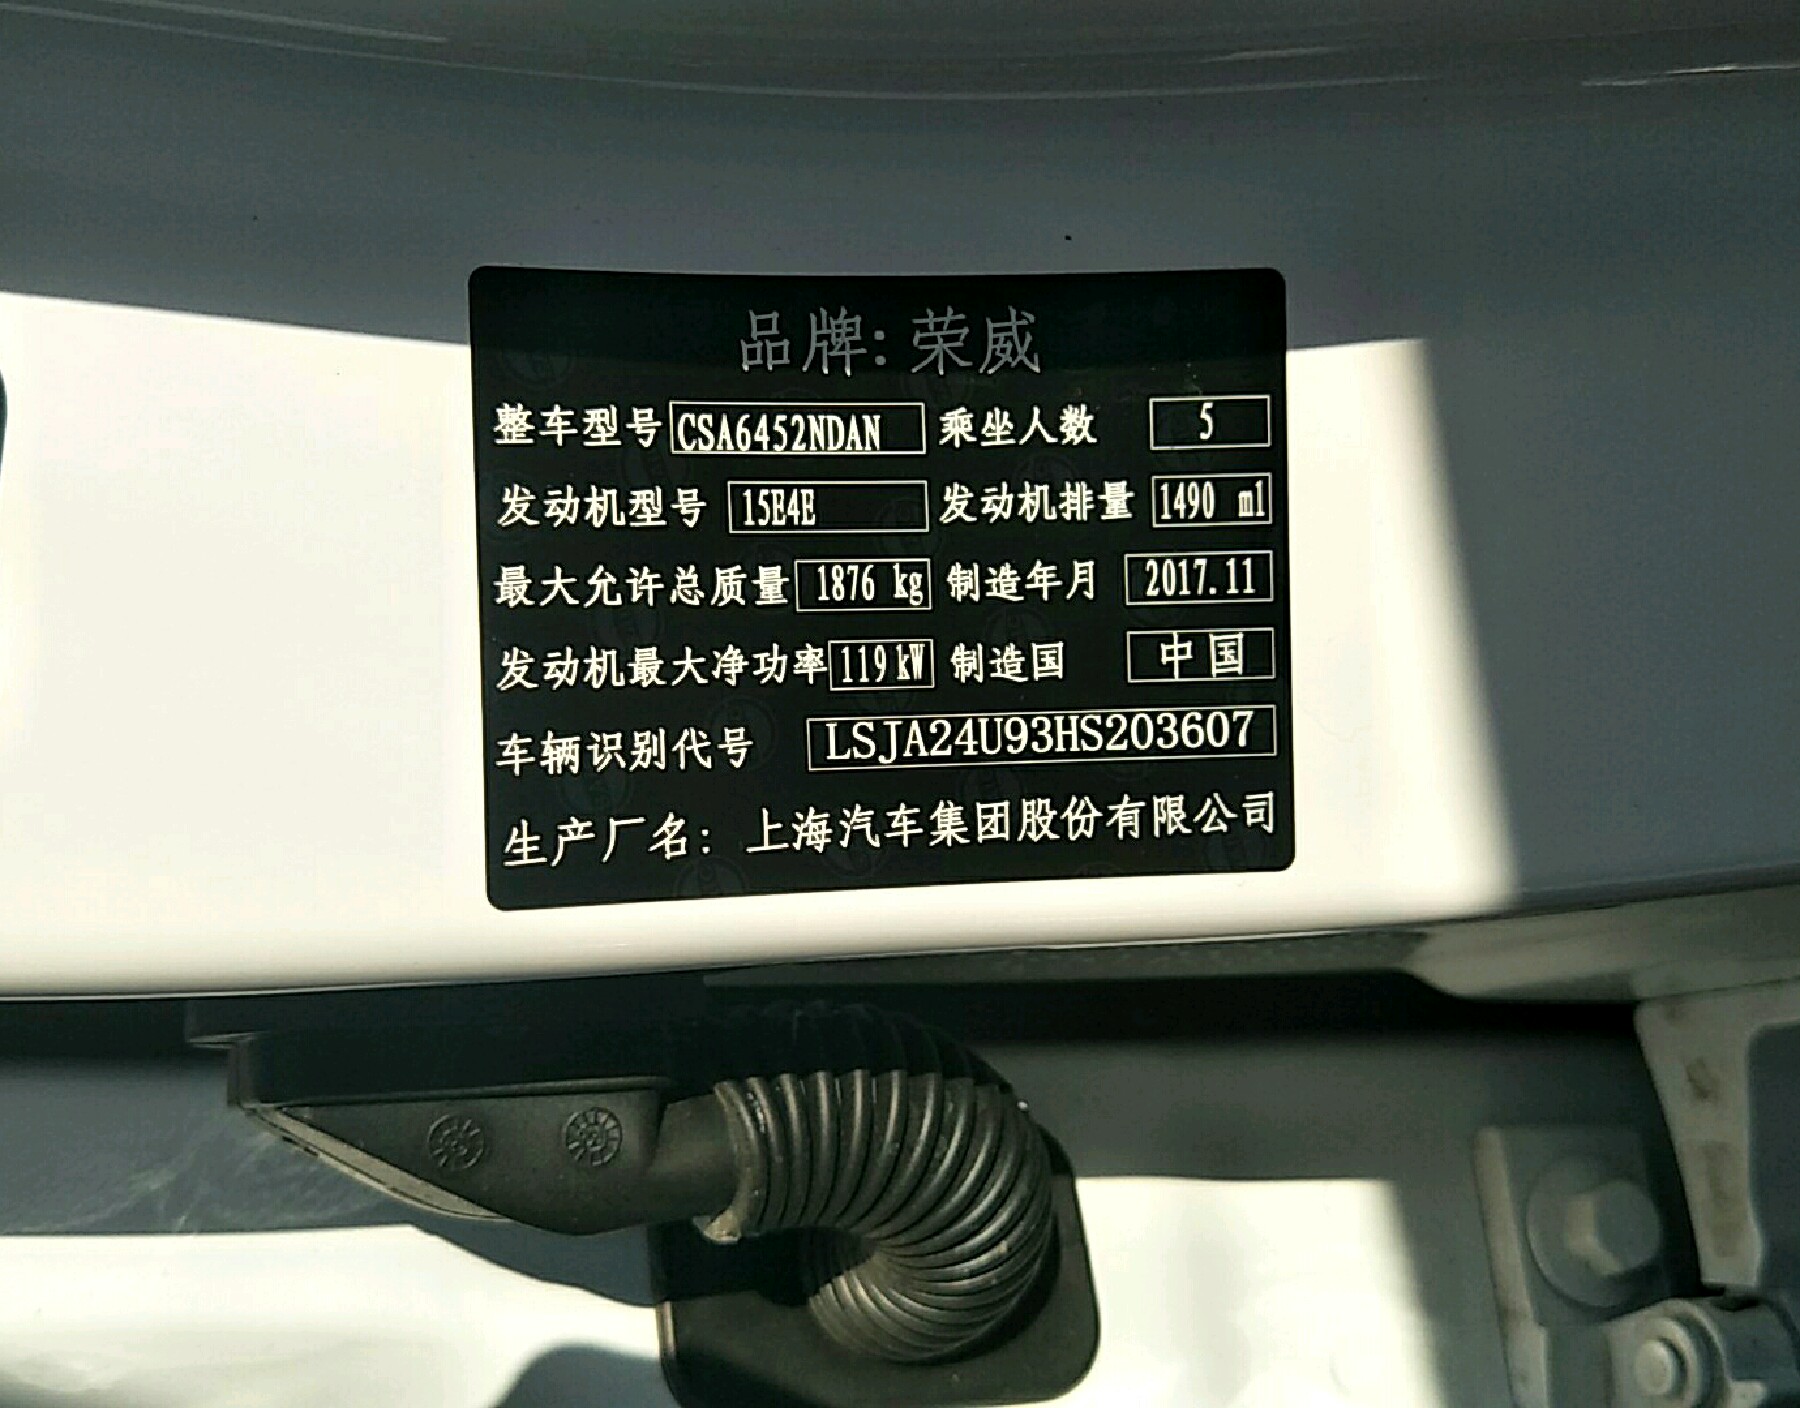 品牌:荣威
整车型号 CSA6452NDAN 乘坐人数 5
发动机型号 15E4E 发动机排量 1490 ml
最大允许总质量 1876 kg 制造年月 2017.11
发动机最大净功率 119 kW 制造国 中国
车辆识别代号 LSJA24U93HS203607
生产厂名: 上海汽车集团股份有限公司